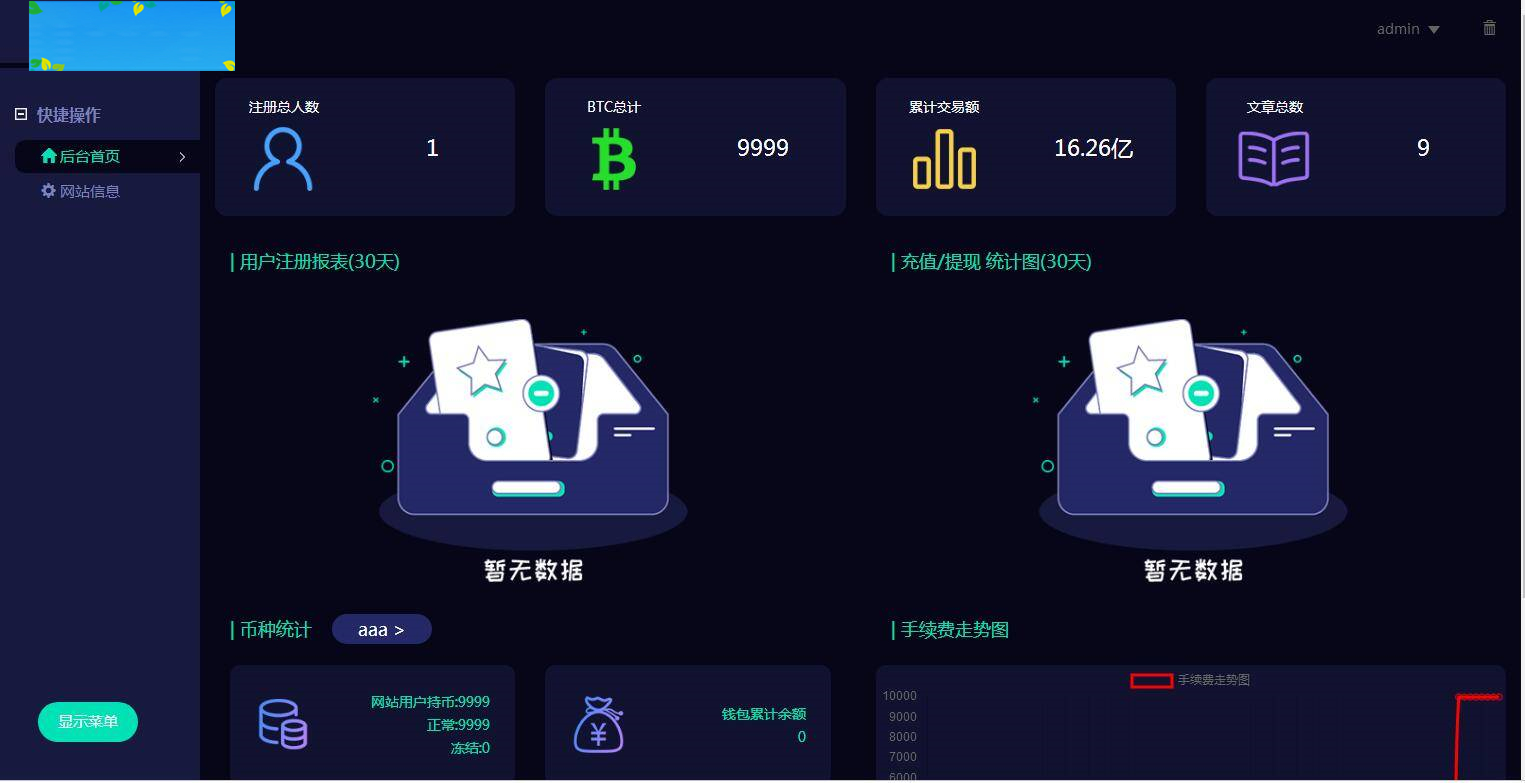 admin
快捷操作
后台首页
网站信息
显示菜单
注册总人数
1
BTC总计
9999
累计交易额
16.26亿
文章总数
9
用户注册报表(30天)
暂无数据
充值/提现 统计图(30天)
暂无数据
币种统计
aaa >
网站用户持币:9999
正常:9999
冻结:0
钱包累计余额
0
手续费走势图
手续费走势图
10000
9000
8000
7000
6000